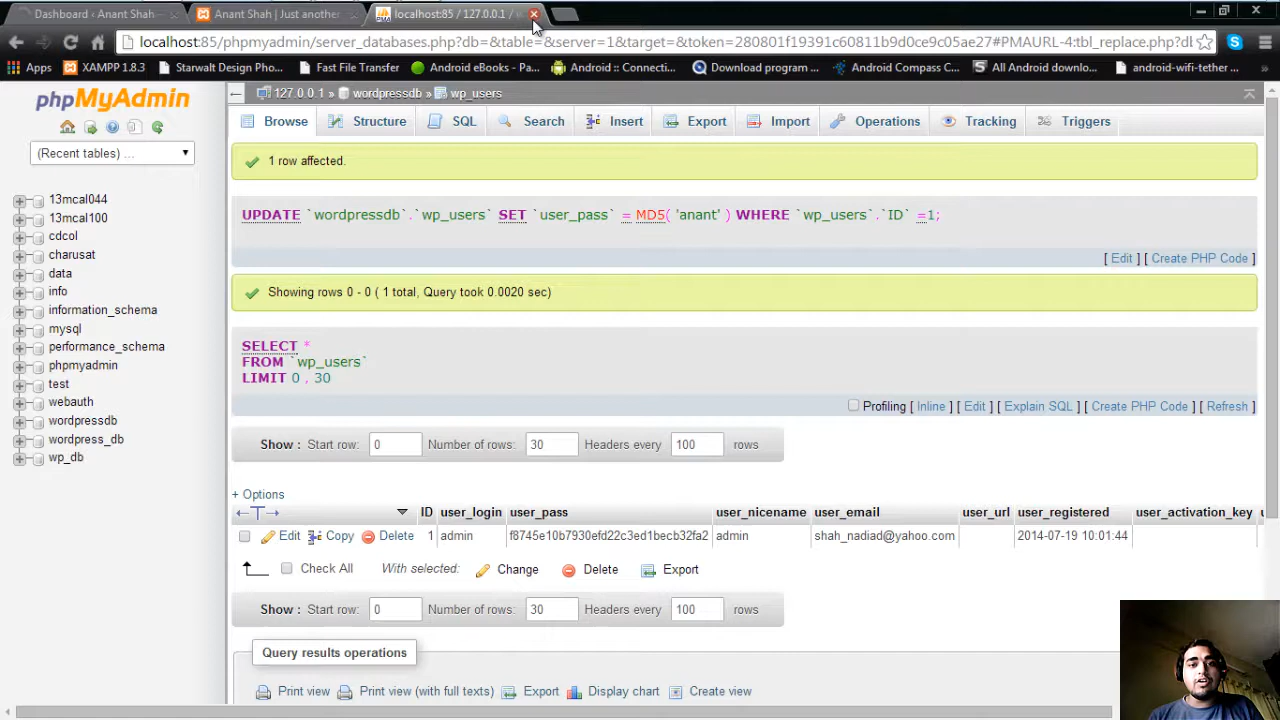 Dashboard ‹ Anant Shah
Anant Shah | Just another
localhost:85 / 127.0.0.1 /
localhost:85/phpmyadmin/server_databases.php?db=&table=&server=1&target=&token=280801f19391c60811b9d0ce9c05ae27#PMAURL-4:tbl_replace.php?dl
Apps
XAMPP 1.8.3
Starwalt Design Pho...
Fast File Transfer
Android eBooks - Pa...
Android :: Connecti...
Download program ...
Android Compass C...
All Android downlo...
android-wifi-tether ...
»
phpMyAdmin
(Recent tables) ...
13mcal044
13mcal100
cdcol
charusat
data
info
information_schema
mysql
performance_schema
phpmyadmin
test
webauth
wordpressdb
wordpress_db
wp_db
127.0.0.1 » wordpressdb » wp_users
Browse
Structure
SQL
Search
Insert
Export
Import
Operations
Tracking
Triggers
1 row affected.
UPDATE `wordpressdb`.`wp_users` SET `user_pass` = MD5( 'anant' ) WHERE `wp_users`.`ID` =1;
[ Edit ] [ Create PHP Code ]
Showing rows 0 - 0 ( 1 total, Query took 0.0020 sec)
SELECT *
FROM `wp_users`
LIMIT 0 , 30
Profiling [ Inline ] [ Edit ] [ Explain SQL ] [ Create PHP Code ] [ Refresh ]
Show : Start row: 0 Number of rows: 30 Headers every 100 rows
+ Options
←T→ ID user_login user_pass user_nicename user_email user_url user_registered user_activation_key
Edit Copy Delete 1 admin f8745e10b7930efd22c3ed1becb32fa2 admin shah_nadiad@yahoo.com 2014-07-19 10:01:44
Check All With selected: Change Delete Export
Show : Start row: 0 Number of rows: 30 Headers every 100 rows
Query results operations
Print view Print view (with full texts) Export Display chart Create view